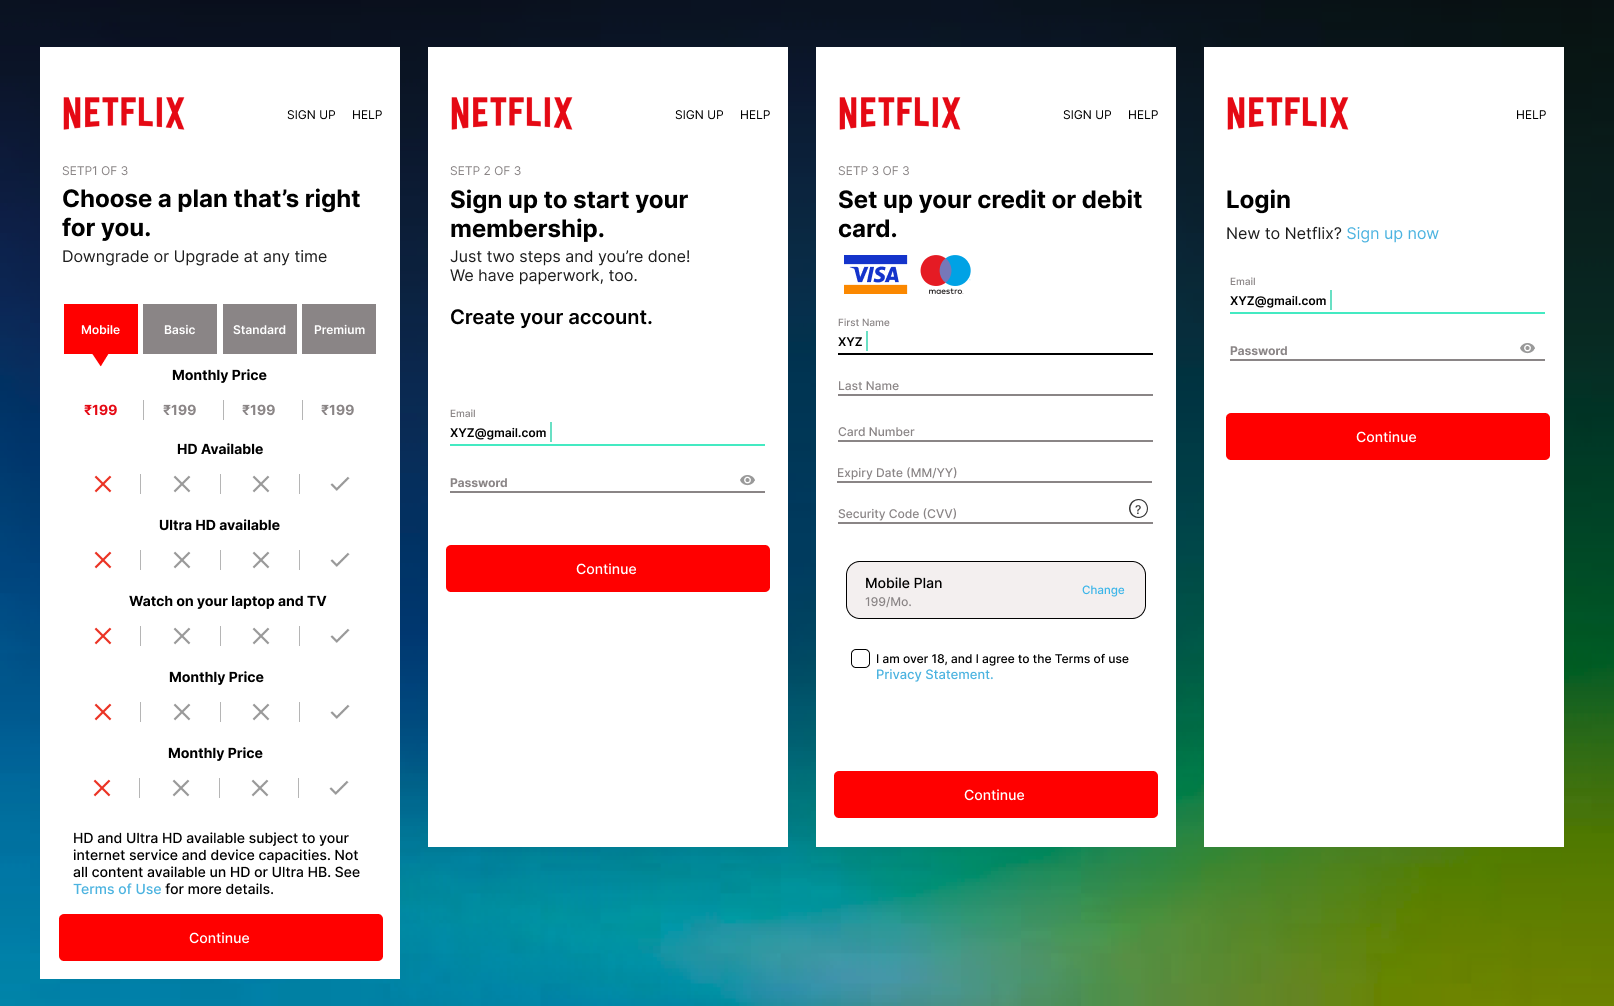 NETFLIX
SIGN UP HELP
SETP1 OF 3
Choose a plan that's right
for you.
Downgrade or Upgrade at any time
Mobile Basic Standard Premium
Monthly Price
₹199 ₹199 ₹199 ₹199
HD Available
Ultra HD available
Watch on your laptop and TV
Monthly Price
Monthly Price
HD and Ultra HD available subject to your
internet service and device capacities. Not
all content available un HD or Ultra HB. See
Terms of Use for more details.
Continue
NETFLIX
SIGN UP HELP
SETP 2 OF 3
Sign up to start your
membership.
Just two steps and you're done!
We have paperwork, too.
Create your account.
Email
XYZ@gmail.com
Password
Continue
NETFLIX
SIGN UP HELP
SETP 3 OF 3
Set up your credit or debit
card.
VISA
maestro
First Name
XYZ
Last Name
Card Number
Expiry Date (MM/YY)
Security Code (CVV)
?
Mobile Plan
199/Mo.
Change
I am over 18, and I agree to the Terms of use
Privacy Statement.
Continue
NETFLIX
HELP
Login
New to Netflix? Sign up now
Email
XYZ@gmail.com
Password
Continue